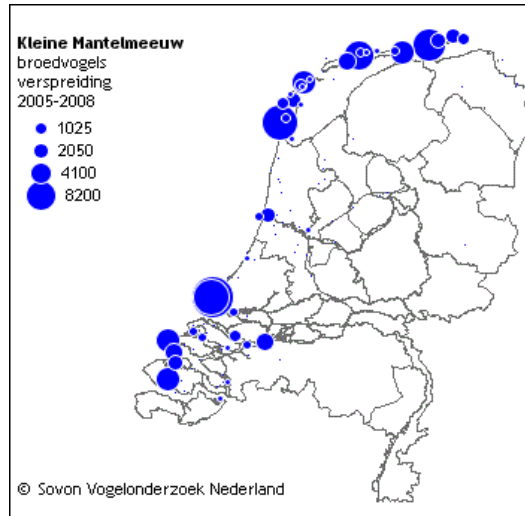 Kleine Mantelmeeuw
broedvogels
verspreiding
2005-2008
1025
2050
4100
8200
© Sovon Vogelonderzoek Nederland